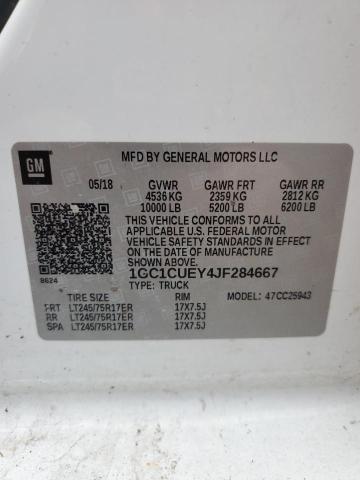 GM
MFD BY GENERAL MOTORS LLC
05/18 GVWR GAWR FRT GAWR RR
4536 KG 2359 KG 2812 KG
10000 LB 5200 LB 6200 LB
THIS VEHICLE CONFORMS TO ALL
APPLICABLE U.S. FEDERAL MOTOR
VEHICLE SAFETY STANDARDS IN EFFECT
ON THE DATE OF MANUFACTURE SHOWN ABOVE.
1GC1CUEY4JF284667
8624 TYPE: TRUCK
TIRE SIZE RIM MODEL: 47CC25943
FRT LT245/75R17ER 17X7.5J
RR LT245/75R17ER 17X7.5J
SPA LT245/75R17ER 17X7.5J